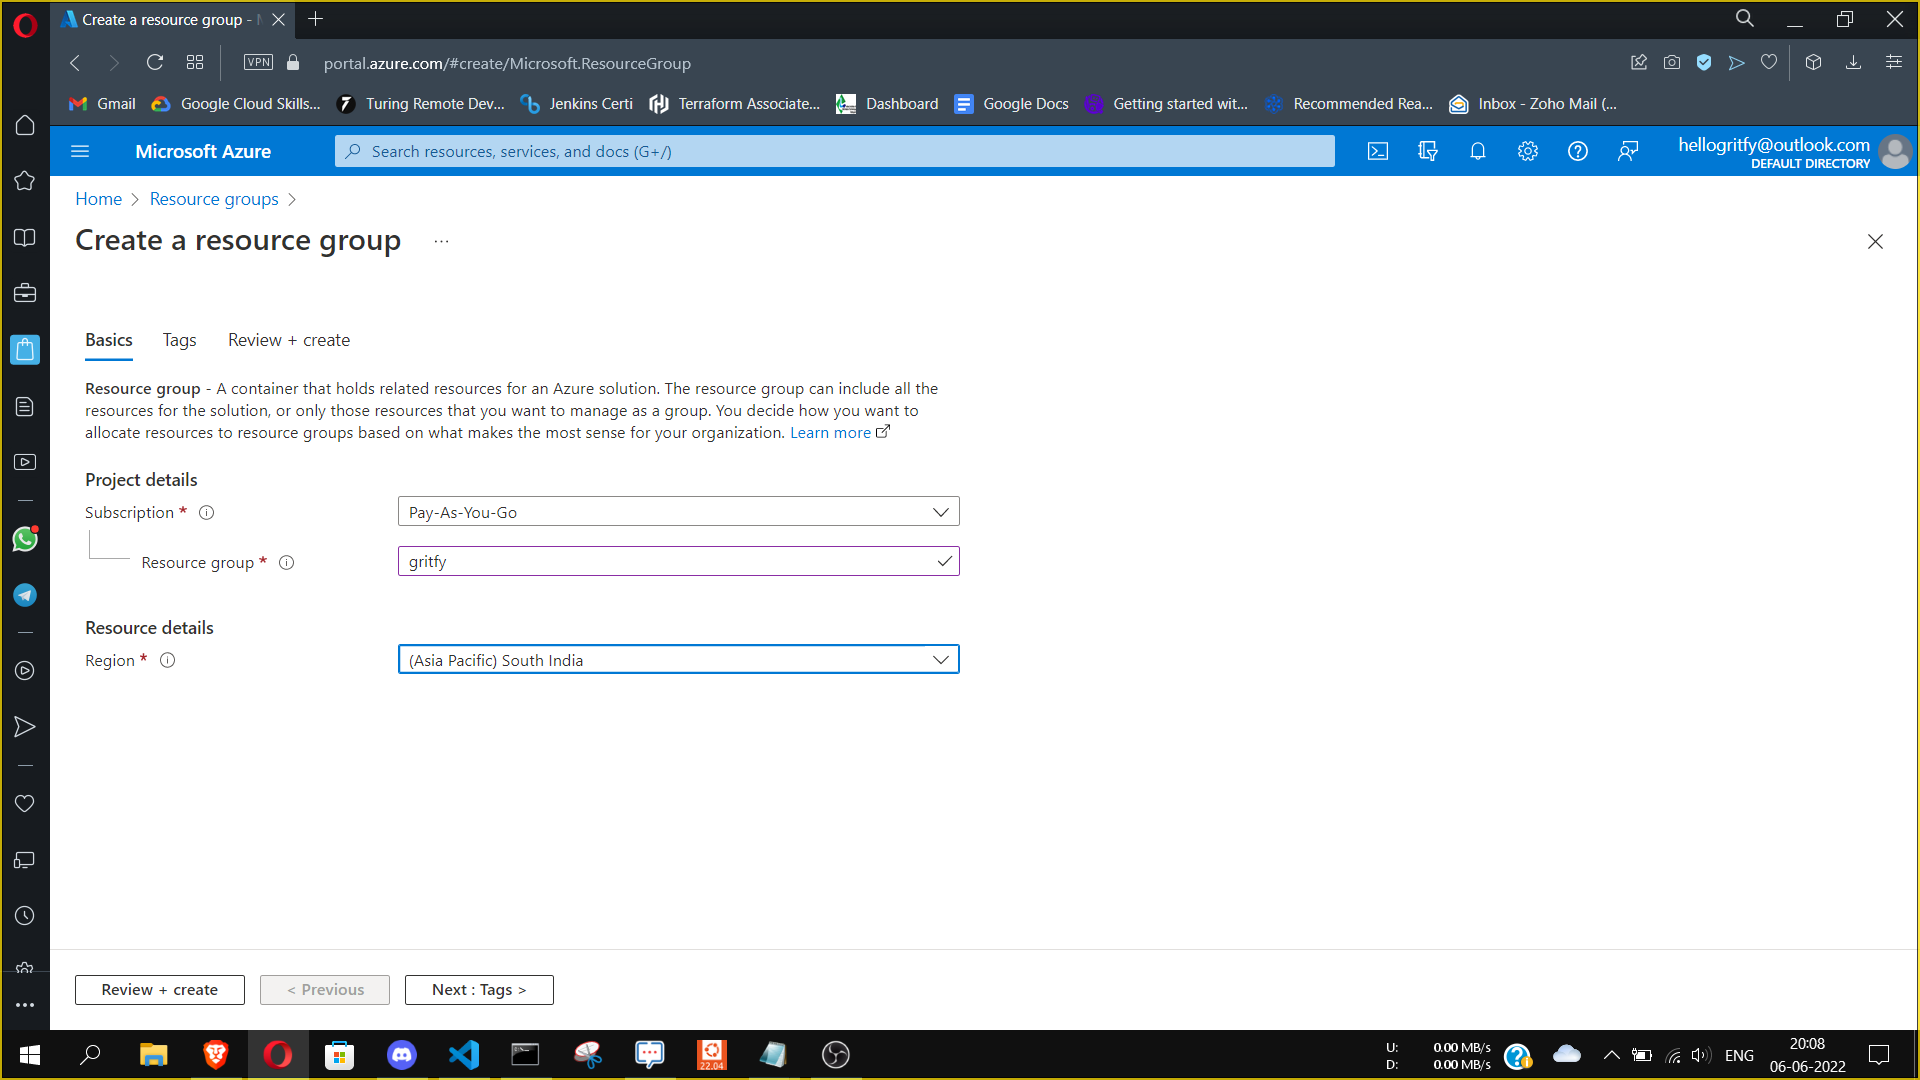 Create a resource group - M
VPN
portal.azure.com/#create/Microsoft.ResourceGroup
Gmail
Google Cloud Skills...
Turing Remote Dev...
Jenkins Certi
Terraform Associate...
Dashboard
Google Docs
Getting started wit...
Recommended Rea...
Inbox - Zoho Mail (...
Microsoft Azure
Search resources, services, and docs (G+/)
hellogritfy@outlook.com
DEFAULT DIRECTORY
Home > Resource groups >
Create a resource group ...
Basics
Tags
Review + create
Resource group - A container that holds related resources for an Azure solution. The resource group can include all the
resources for the solution, or only those resources that you want to manage as a group. You decide how you want to
allocate resources to resource groups based on what makes the most sense for your organization. Learn more
Project details
Subscription *
Pay-As-You-Go
Resource group *
gritfy
Resource details
Region *
(Asia Pacific) South India
Review + create
< Previous
Next : Tags >
22.04
U: 0.00 MB/s
D: 0.00 MB/s
ENG
20:08
06-06-2022